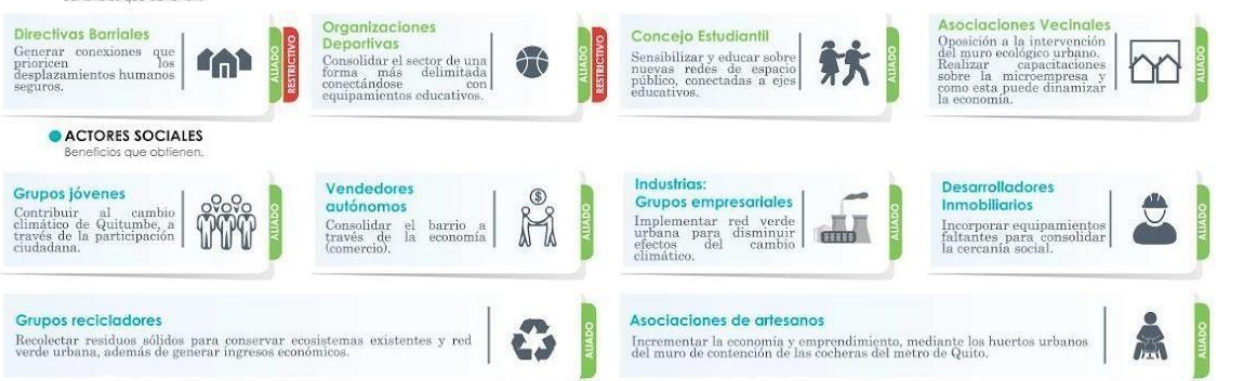 Directivas Barriales
Generar conexiones que
prioricen los
desplazamientos humanos
seguros.
ALIADO
RESTRICTIVO
Organizaciones
Deportivas
Consolidar el sector de una
forma más delimitada
conectándose con
equipamientos educativos.
ALIADO
RESTRICTIVO
Concejo Estudiantil
Sensibilizar y educar sobre
nuevas redes de espacio
público, conectadas a ejes
educativos.
ALIADO
Asociaciones Vecinales
Oposición a la intervención
del muro ecológico urbano.
Realizar capacitaciones
sobre la microempresa y
como esta puede dinamizar
la economía.
ALIADO
ACTORES SOCIALES
Beneficios que obtienen.
Grupos jóvenes
Contribuir al cambio
climático de Quitumbe, a
través de la participación
ciudadana.
ALIADO
Vendedores
autónomos
Consolidar el barrio a
través de la economía
(comercio).
$
ALIADO
Industrias:
Grupos empresariales
Implementar red verde
urbana para disminuir
efectos del cambio
climático.
ALIADO
Desarrolladores
Inmobiliarios
Incorporar equipamientos
faltantes para consolidar
la cercanía social.
ALIADO
Grupos recicladores
Recolectar residuos sólidos para conservar ecosistemas existentes y red
verde urbana, además de generar ingresos económicos.
ALIADO
Asociaciones de artesanos
Incrementar la economía y emprendimiento, mediante los huertos urbanos
del muro de contención de las cocheras del metro de Quito.
ALIADO